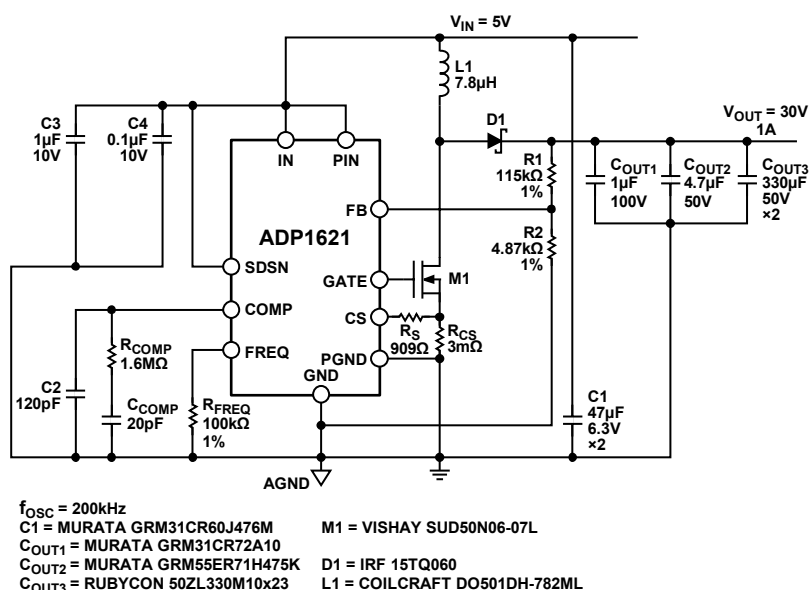 VIN = 5V
L1
7.8µH
C3
1µF
10V
C4
0.1µF
10V
D1
VOUT = 30V
1A
IN
PIN
R1
115kΩ
1%
COUT1
1µF
100V
COUT2
4.7µF
50V
COUT3
330µF
50V
×2
FB
ADP1621
R2
4.87kΩ
1%
SDSN
GATE
M1
COMP
CS
RS
909Ω
RCS
3mΩ
RCOMP
1.6MΩ
FREQ
PGND
GND
C2
120pF
CCOMP
20pF
RFREQ
100kΩ
1%
C1
47µF
6.3V
×2
AGND
fOSC = 200kHz
C1 = MURATA GRM31CR60J476M
M1 = VISHAY SUD50N06-07L
COUT1 = MURATA GRM31CR72A10
COUT2 = MURATA GRM55ER71H475K
D1 = IRF 15TQ060
COUT3 = RUBYCON 50ZL330M10x23
L1 = COILCRAFT DO501DH-782ML